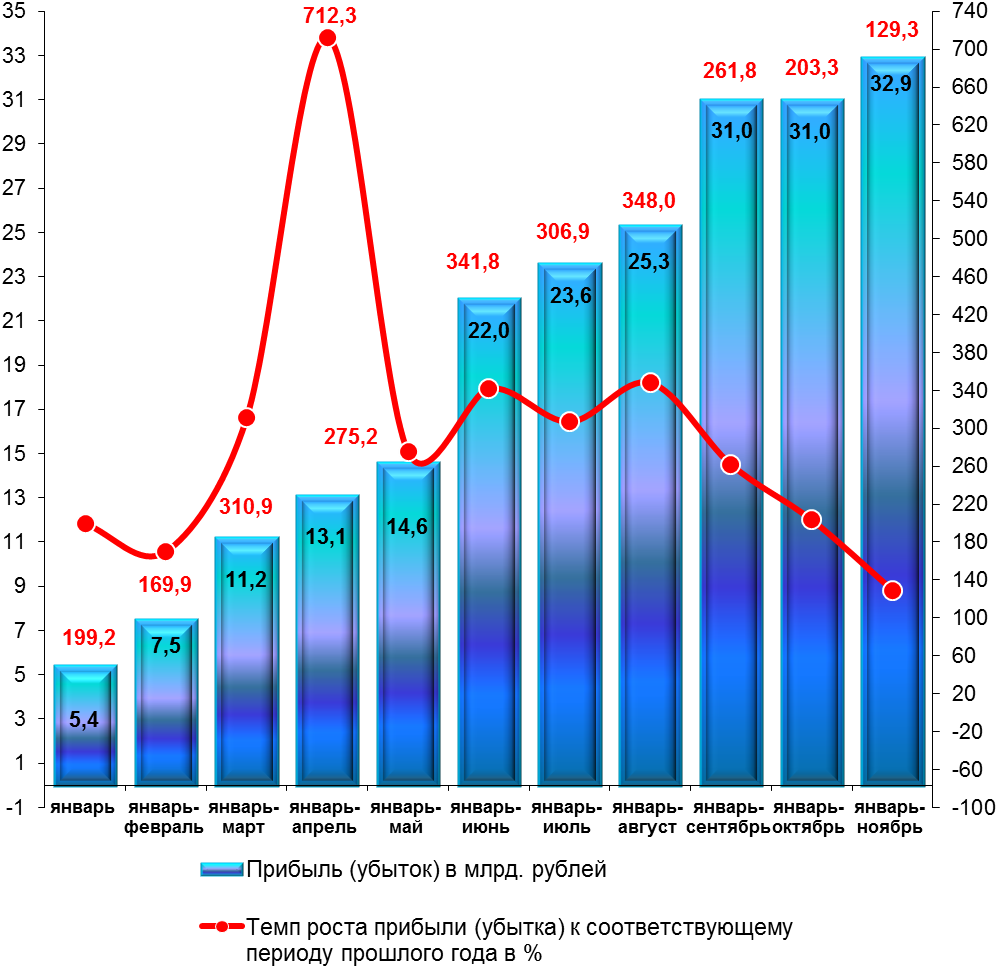 35
33
31
29
27
25
23
21
19
17
15
13
11
9
7
5
3
1
-1
740
700
660
620
580
540
500
460
420
380
340
300
260
220
180
140
100
60
20
-20
-60
-100
199,2
169,9
310,9
712,3
275,2
341,8
306,9
348,0
261,8
203,3
129,3
5,4
7,5
11,2
13,1
14,6
22,0
23,6
25,3
31,0
31,0
32,9
январь
январь-
февраль
январь-
март
январь-
апрель
январь-
май
январь-
июнь
январь-
июль
январь-
август
январь-
сентябрь
январь-
октябрь
январь-
ноябрь
Прибыль (убыток) в млрд. рублей
Темп роста прибыли (убытка) к соответствующему
периоду прошлого года в %